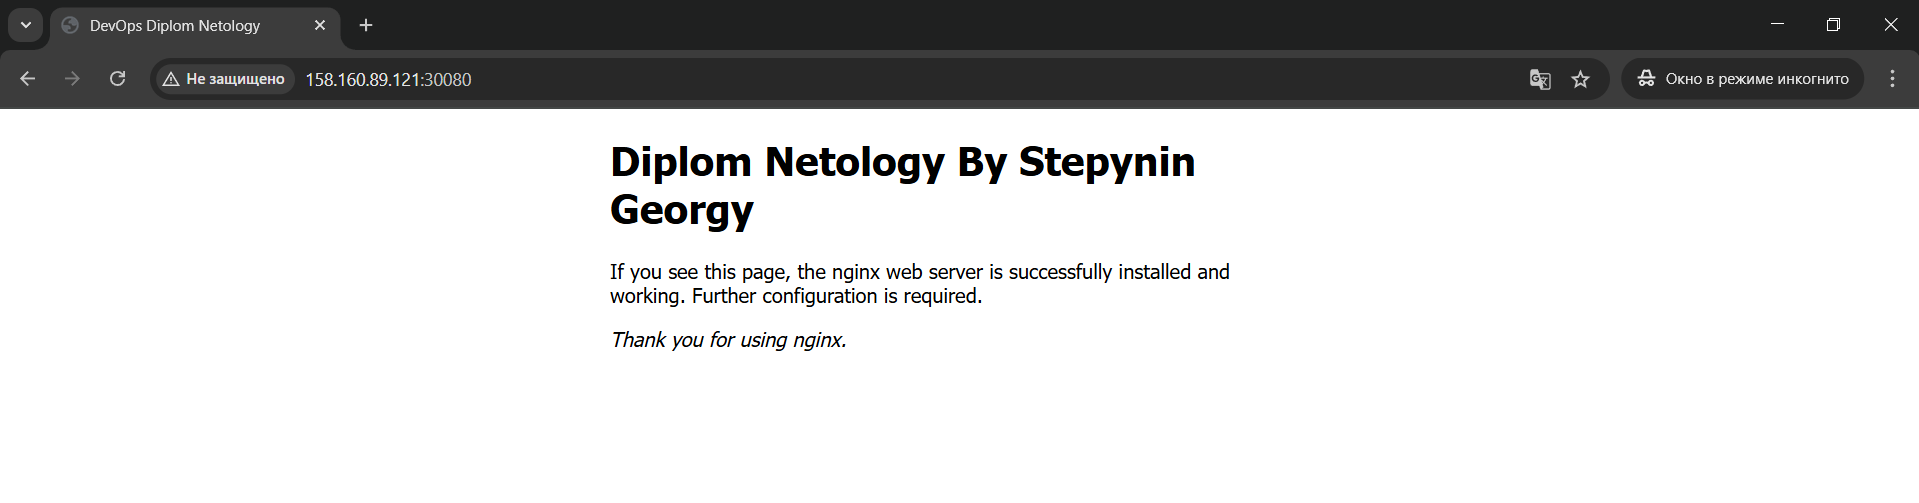 DevOps Diplom Netology
Не защищено 158.160.89.121:30080 Окно в режиме инкогнито
Diplom Netology By Stepynin
Georgy
If you see this page, the nginx web server is successfully installed and
working. Further configuration is required.
Thank you for using nginx.